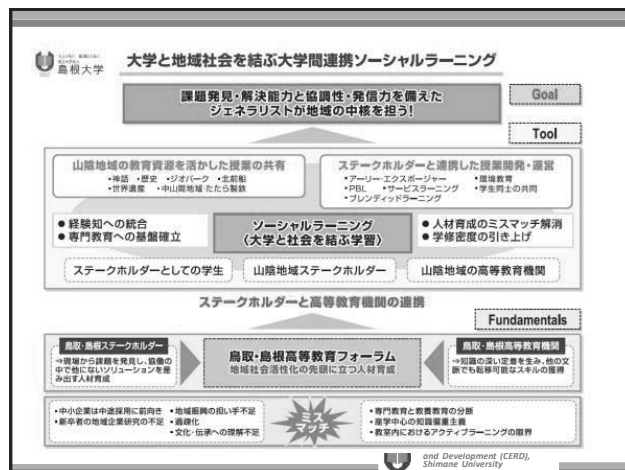 島根大学
大学と地域社会を結ぶ大学間連携ソーシャルラーニング
課題発見・解決能力と協調性・発信力を備えた
ジェネラリストが地域の中核を担う!
Goal
Tool
山陰地域の教育資源を活かした授業の共有
・神話 ・歴史 ・ジオパーク ・北前船
・世界遺産 ・中山間地域・たたら製鉄
ステークホルダーと連携した授業開発・運営
・アーリー・エクスポージャー ・環境教育
・PBL ・サービスラーニング ・学生同士の共同
・ブレンディッドラーニング
● 経験知への統合
● 専門教育への基盤確立
ソーシャルラーニング
〈大学と社会を結ぶ学習〉
● 人材育成のミスマッチ解消
● 学修密度の引き上げ
ステークホルダーとしての学生
山陰地域ステークホルダー
山陰地域の高等教育機関
ステークホルダーと高等教育機関の連携
Fundamentals
鳥取・島根ステークホルダー
⇒現場から課題を発見し、協働の
中で他にないソリューションを産
み出す人材育成
鳥取・島根高等教育フォーラム
地域社会活性化の先頭に立つ人材育成
鳥取・島根高等教育機関
⇒知識の深い定着を生み、他の文
脈でも転移可能なスキルの獲得
・中小企業は中途採用に前向き ・地域振興の担い手不足
・新卒者の地域企業研究の不足 ・過疎化
・文化・伝承への理解不足
ミス
マッチ
・専門教育と教養教育の分断
・座学中心の知識偏重主義
・教室内におけるアクティブラーニングの限界
and Development (CERD),
Shimane University